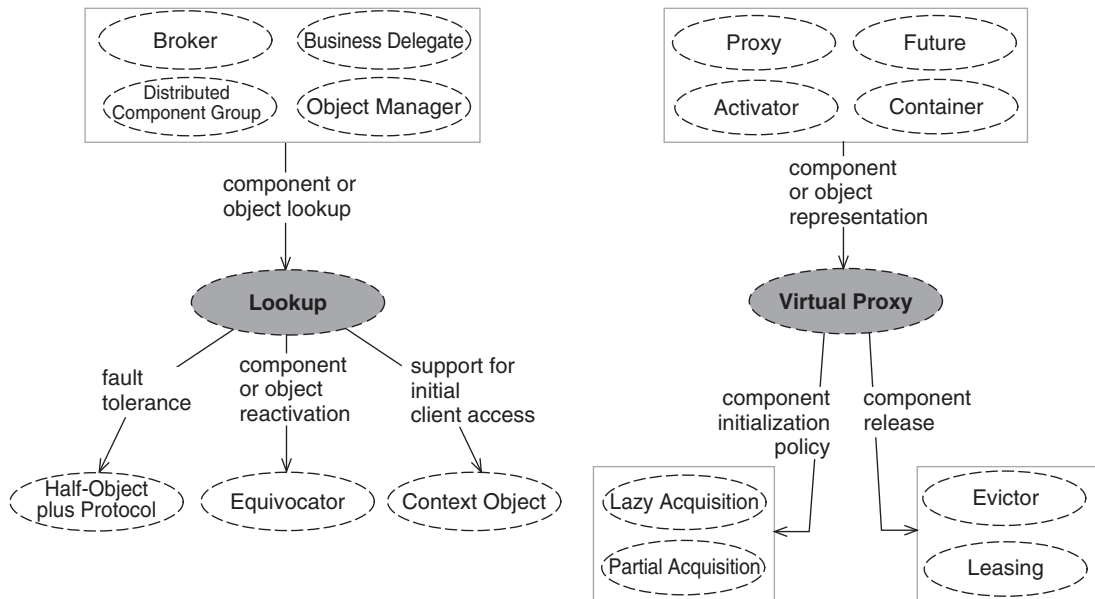 Broker
Business Delegate
Distributed
Component Group
Object Manager
component or
object lookup
Lookup
fault
tolerance
component
or object
reactivation
support for
initial
client access
Half-Object
plus Protocol
Equivocator
Context Object
Proxy
Future
Activator
Container
component
or object
representation
Virtual Proxy
component
initialization
policy
component
release
Lazy Acquisition
Partial Acquisition
Evictor
Leasing